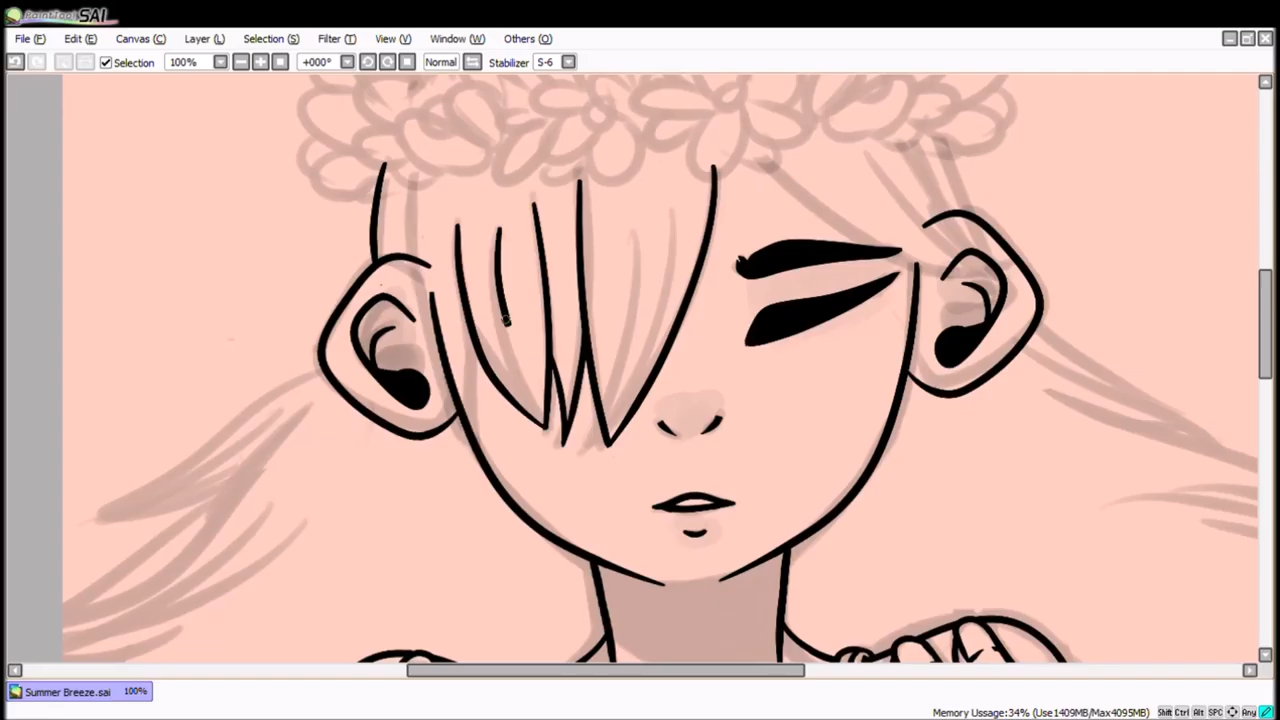 PaintTool SAI
File (F) Edit (E) Canvas (C) Layer (L) Selection (S) Filter (T) View (V) Window (W) Others (O)
Selection 100% +000° Normal Stabilizer S-6
Summer Breeze.sai 100%
Memory Ussage:34% (Use1409MB/Max4095MB) Shift Ctrl Alt SPC Any